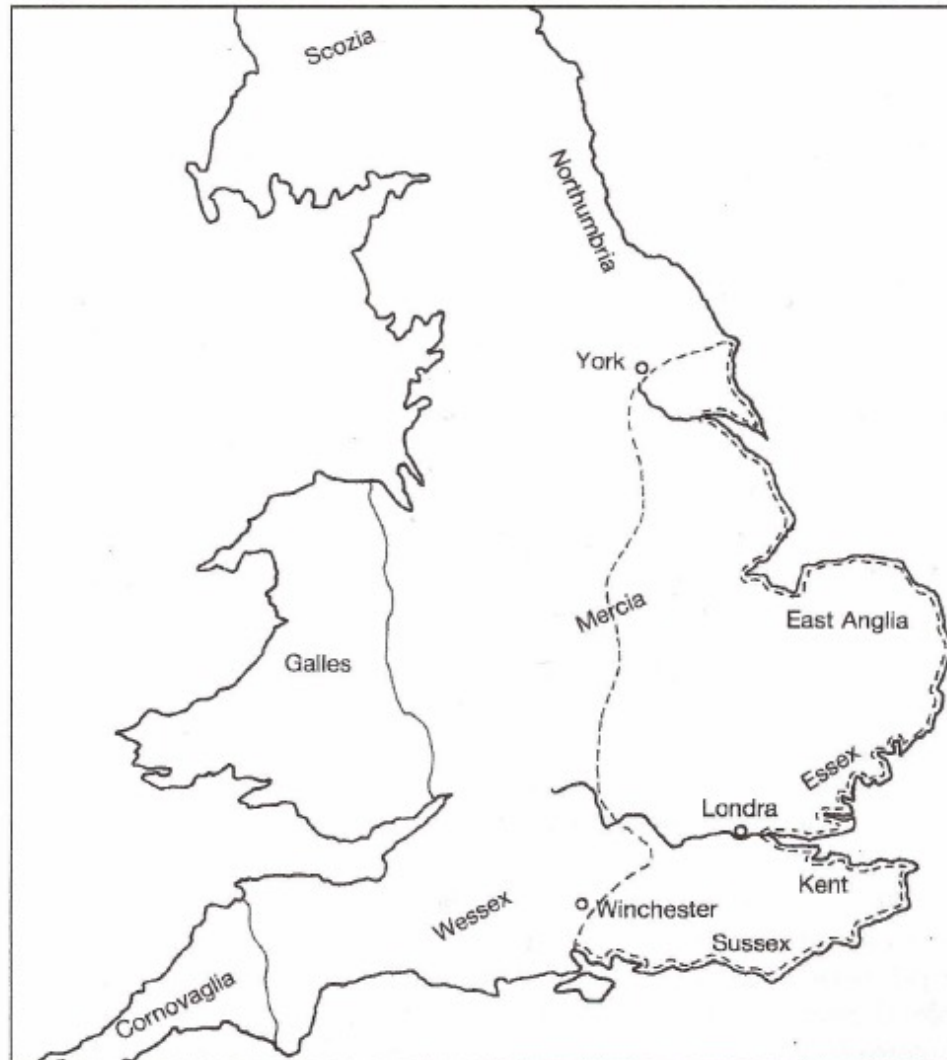 Scozia
Northumbria
York
Mercia
East Anglia
Galles
Essex
Londra
Kent
Wessex
Winchester
Sussex
Cornovaglia